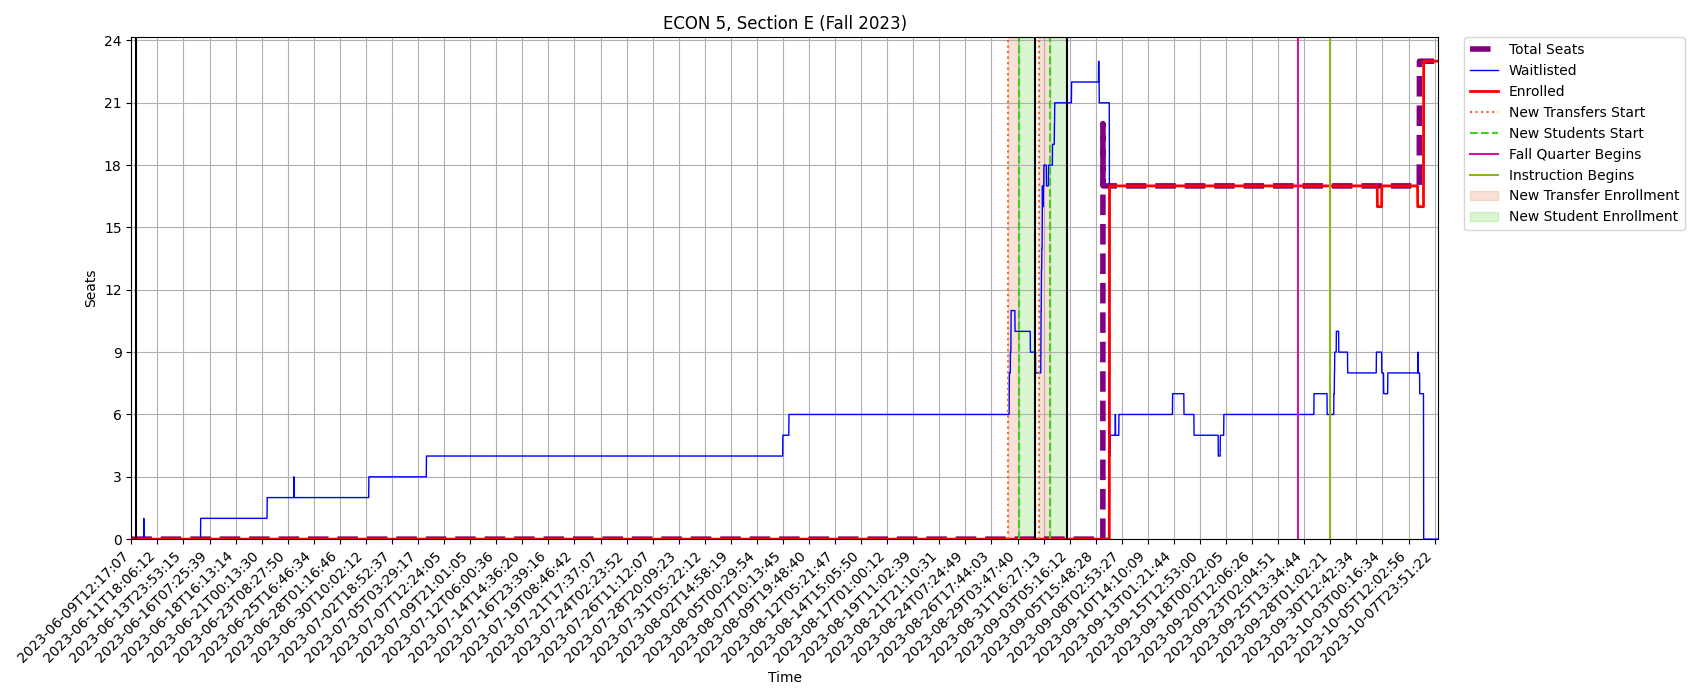 ECON 5, Section E (Fall 2023)
Total Seats
Waitlisted
Enrolled
New Transfers Start
New Students Start
Fall Quarter Begins
Instruction Begins
New Transfer Enrollment
New Student Enrollment
Seats
24
21
18
15
12
9
6
3
0
2023-06-09T12:17:07
2023-06-11T18:06:12
2023-06-13T23:53:15
2023-06-16T07:25:39
2023-06-18T16:13:14
2023-06-21T00:13:30
2023-06-23T08:27:50
2023-06-25T16:46:34
2023-06-28T01:16:46
2023-06-30T10:02:12
2023-07-02T18:52:37
2023-07-05T03:29:17
2023-07-07T12:24:05
2023-07-09T21:01:05
2023-07-12T06:00:36
2023-07-14T14:36:20
2023-07-16T23:39:16
2023-07-19T08:46:42
2023-07-21T17:37:07
2023-07-24T02:23:52
2023-07-26T11:12:07
2023-07-28T20:09:23
2023-07-31T05:22:12
2023-08-02T14:58:19
2023-08-05T00:29:54
2023-08-07T10:13:45
2023-08-09T19:48:40
2023-08-12T05:21:47
2023-08-14T15:05:50
2023-08-17T01:00:12
2023-08-19T11:02:39
2023-08-21T21:10:31
2023-08-24T07:24:49
2023-08-26T17:44:03
2023-08-29T03:47:40
2023-08-31T16:27:13
2023-09-03T05:16:12
2023-09-05T15:48:28
2023-09-08T02:53:27
2023-09-10T14:10:09
2023-09-13T01:21:44
2023-09-15T12:53:00
2023-09-18T00:22:05
2023-09-20T12:06:26
2023-09-23T02:04:51
2023-09-25T13:34:44
2023-09-28T01:02:21
2023-09-30T12:42:34
2023-10-03T00:16:34
2023-10-05T12:02:56
2023-10-07T23:51:22
Time